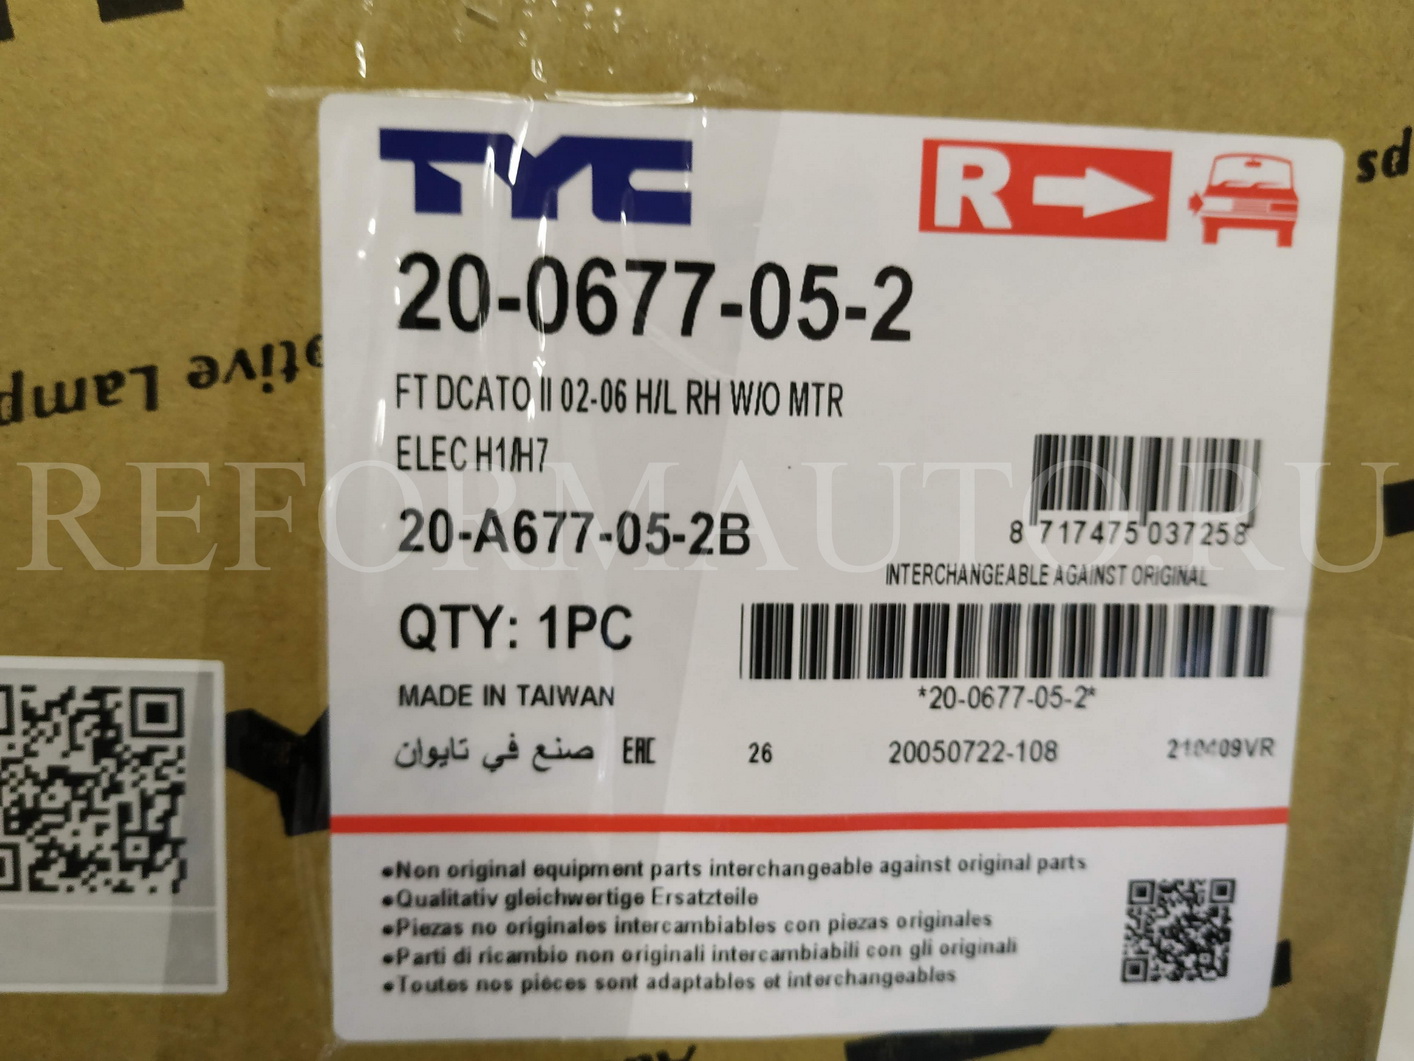 TYC
R
20-0677-05-2
FT DCATO II 02-06 H/L RH W/O MTR
ELEC H1/H7
20-A677-05-2B
8 717475 037258
INTERCHANGEABLE AGAINST ORIGINAL
QTY: 1PC
MADE IN TAIWAN
*20-0677-05-2*
صنع في تايوان EAC 26 20050722-108 210409VR
•Non original equipment parts interchangeable against original parts
•Qualitativ gleichwertige Ersatzteile
•Piezas no originales intercambiables con piezas originales
•Parti di ricambio non originali intercambiabili con gli originali
•Toutes nos pièces sont adaptables et interchangeables
REFORMAUTO.RU